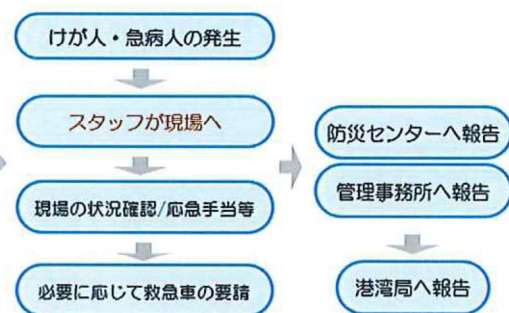 けが人・急病人の発生
スタッフが現場へ
現場の状況確認/応急手当等
必要に応じて救急車の要請
防災センターへ報告
管理事務所へ報告
港湾局へ報告